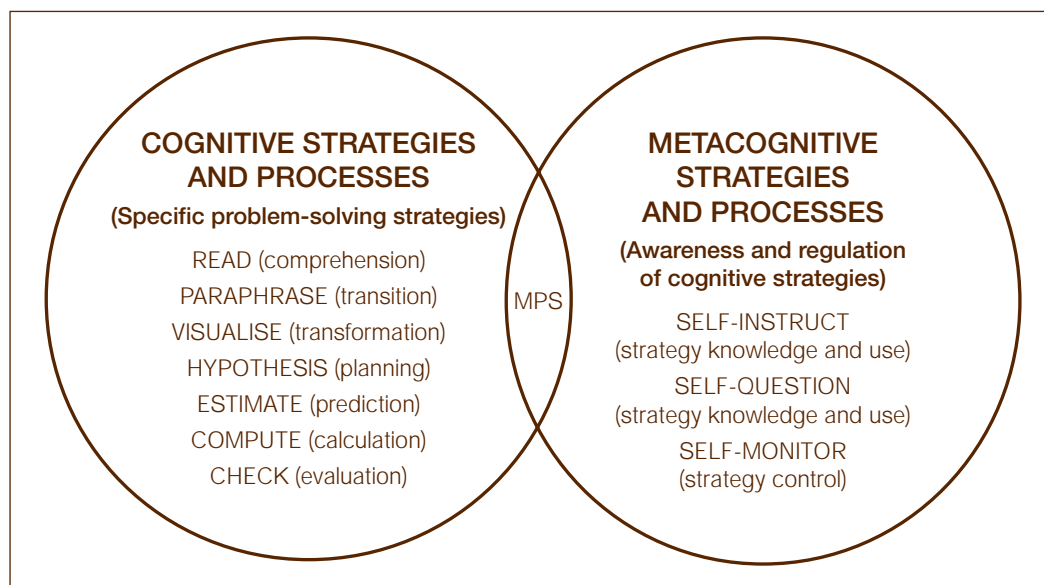 COGNITIVE STRATEGIES
AND PROCESSES
(Specific problem-solving strategies)
READ (comprehension)
PARAPHRASE (transition)
VISUALISE (transformation)
HYPOTHESIS (planning)
ESTIMATE (prediction)
COMPUTE (calculation)
CHECK (evaluation)
MPS
METACOGNITIVE
STRATEGIES
AND PROCESSES
(Awareness and regulation
of cognitive strategies)
SELF-INSTRUCT
(strategy knowledge and use)
SELF-QUESTION
(strategy knowledge and use)
SELF-MONITOR
(strategy control)